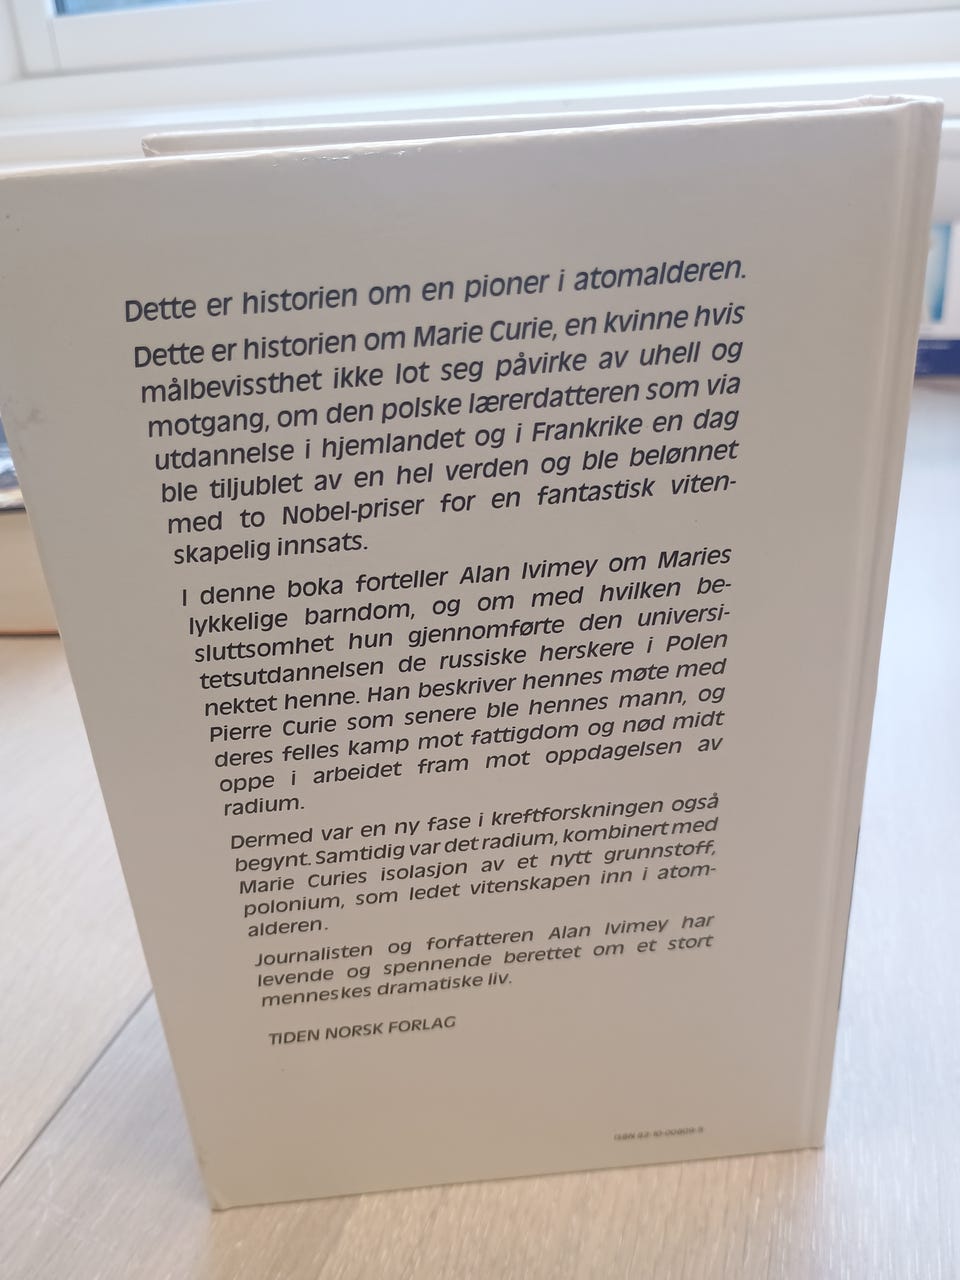 Dette er historien om en pioner i atomalderen.
Dette er historien om Marie Curie, en kvinne hvis
målbevissthet ikke lot seg påvirke av uhell og
motgang, om den polske lærerdatteren som via
utdannelse i hjemlandet og i Frankrike en dag
ble tiljublet av en hel verden og ble belønnet
med to Nobel-priser for en fantastisk viten-
skapelig innsats.
I denne boka forteller Alan Ivimey om Maries
lykkelige barndom, og om med hvilken be-
sluttsomhet hun gjennomførte den universi-
tetsutdannelsen de russiske herskere i Polen
nektet henne. Han beskriver hennes møte med
Pierre Curie som senere ble hennes mann, og
deres felles kamp mot fattigdom og nød midt
oppe i arbeidet fram mot oppdagelsen av
radium.
Dermed var en ny fase i kreftforskningen også
begynt. Samtidig var det radium, kombinert med
Marie Curies isolasjon av et nytt grunnstoff,
polonium, som ledet vitenskapen inn i atom-
alderen.
Journalisten og forfatteren Alan Ivimey har
levende og spennende berettet om et stort
menneskes dramatiske liv.
TIDEN NORSK FORLAG
ISBN